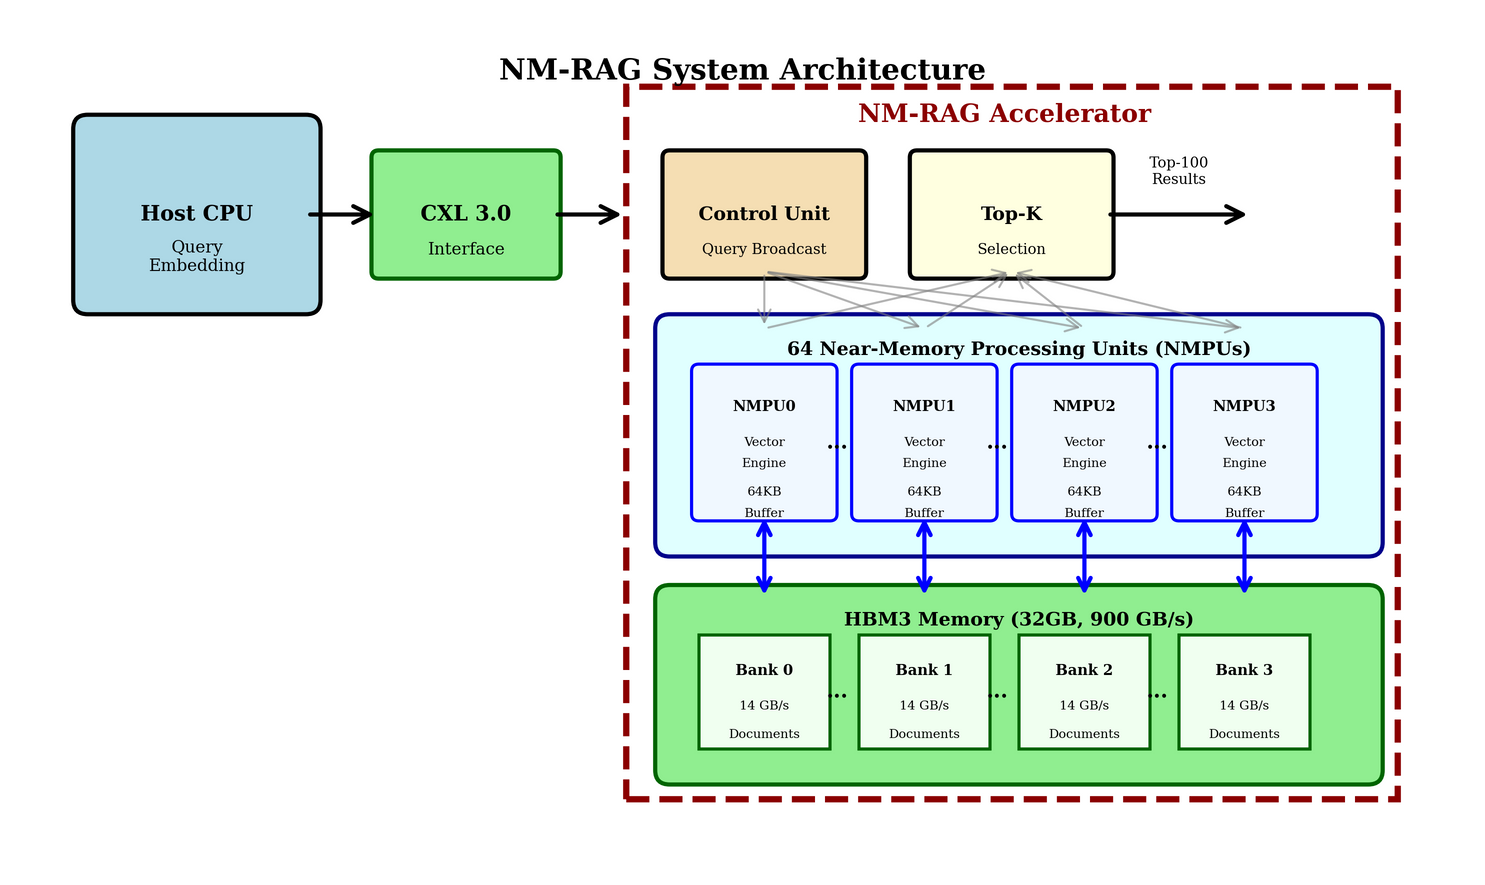 NM-RAG System Architecture
NM-RAG Accelerator
Host CPU
Query
Embedding
CXL 3.0
Interface
Control Unit
Query Broadcast
Top-K
Selection
Top-100
Results
64 Near-Memory Processing Units (NMPUs)
NMPU0
Vector
Engine
64KB
Buffer
...
NMPU1
Vector
Engine
64KB
Buffer
...
NMPU2
Vector
Engine
64KB
Buffer
...
NMPU3
Vector
Engine
64KB
Buffer
HBM3 Memory (32GB, 900 GB/s)
Bank 0
14 GB/s
Documents
...
Bank 1
14 GB/s
Documents
...
Bank 2
14 GB/s
Documents
...
Bank 3
14 GB/s
Documents